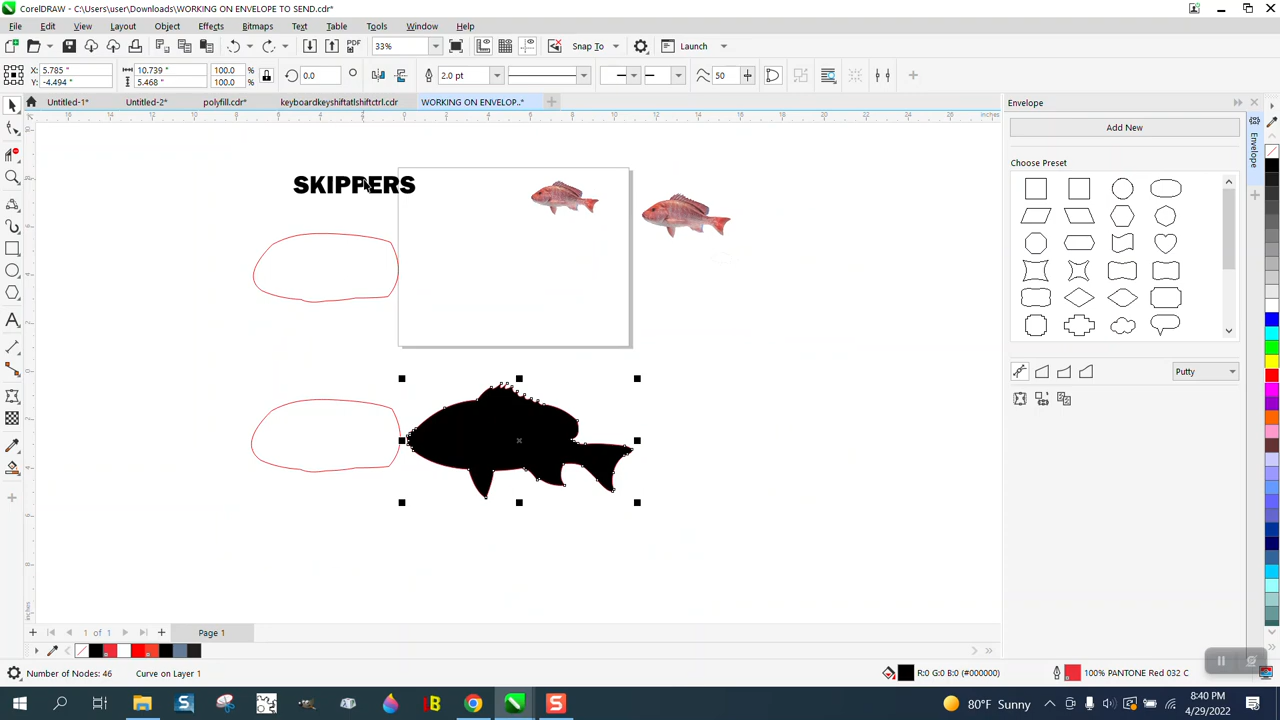 CorelDRAW - C:\Users\user\Downloads\WORKING ON ENVELOPE TO SEND.cdr*
File Edit View Layout Object Effects Bitmaps Text Table Tools Window Help
33% Snap To Launch
X: 5.785 " 10.739 " 100.0 % 0.0 2.0 pt 50
Y: -4.494 " 5.468 " 100.0 %
Untitled-1* Untitled-2* polyfill.cdr* keyboardkeyshiftatlshiftctrl.cdr WORKING ON ENVELOP..*
inches
Envelope
Add New
Envelope
Choose Preset
SKIPPERS
Putty
1 of 1 Page 1
Number of Nodes: 46 Curve on Layer 1 R:0 G:0 B:0 (#000000) 100% PANTONE Red 032 C
80°F Sunny
8:40 PM
4/29/2022